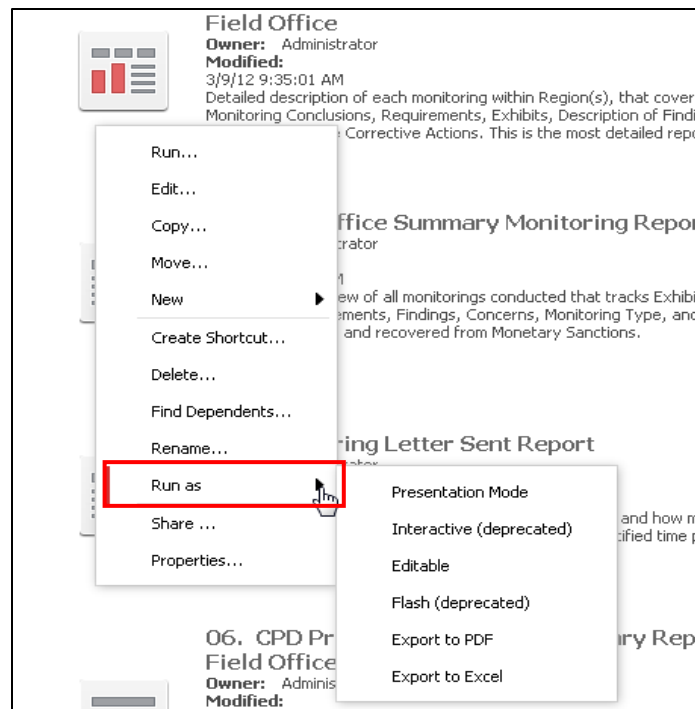 Field Office
Owner: Administrator
Modified:
3/9/12 9:35:01 AM
Detailed description of each monitoring within Region(s), that cover
Monitoring Conclusions, Requirements, Exhibits, Description of Findi
Corrective Actions. This is the most detailed repo
Run...
Edit...
Copy...
Move...
New
Create Shortcut...
Delete...
Find Dependents...
Rename...
Run as
Share ...
Properties...
ffice Summary Monitoring Repor
trator
M
ew of all monitorings conducted that tracks Exhibi
ements, Findings, Concerns, Monitoring Type, and
and recovered from Monetary Sanctions.
ring Letter Sent Report
Presentation Mode
Interactive (deprecated)
Editable
Flash (deprecated)
Export to PDF
Export to Excel
and how m
ified time p
06. CPD Pr
ry Rep
Field Office
Owner: Adminis
Modified: